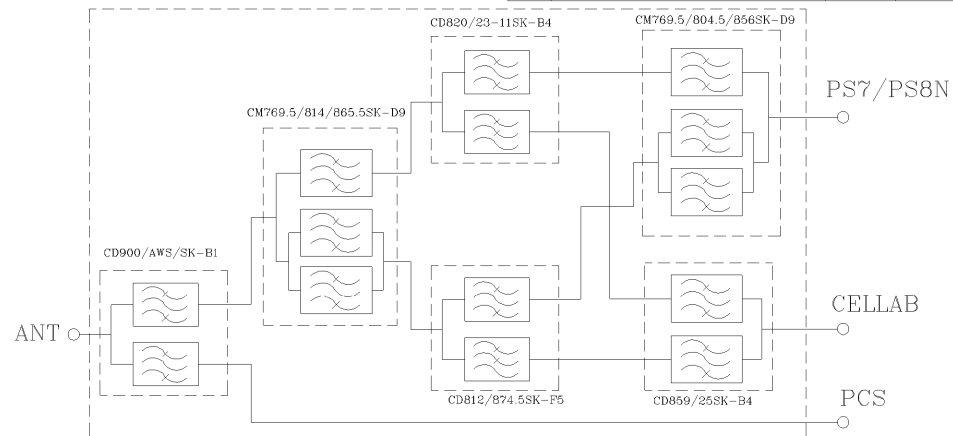 CD820/23-11SK-B4
CM769.5/804.5/856SK-D9
PS7/PS8N
CM769.5/814/865.5SK-D9
CD900/AWS/SK-B1
ANT
CELLAB
CD812/874.5SK-F5
CD859/25SK-B4
PCS